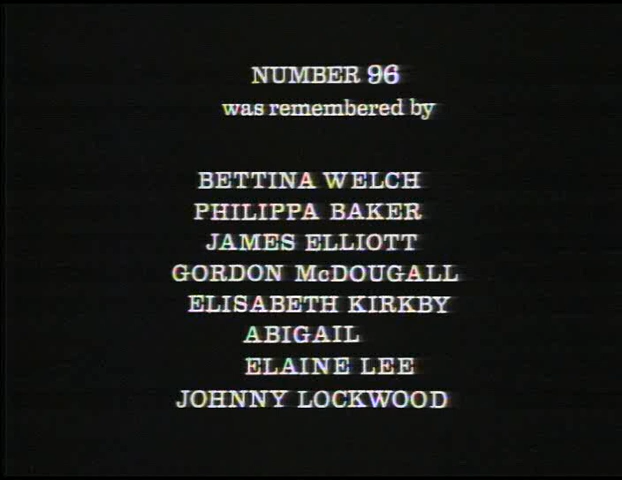 NUMBER 96
was remembered by
BETTINA WELCH
PHILIPPA BAKER
JAMES ELLIOTT
GORDON McDOUGALL
ELISABETH KIRKBY
ABIGAIL
ELAINE LEE
JOHNNY LOCKWOOD